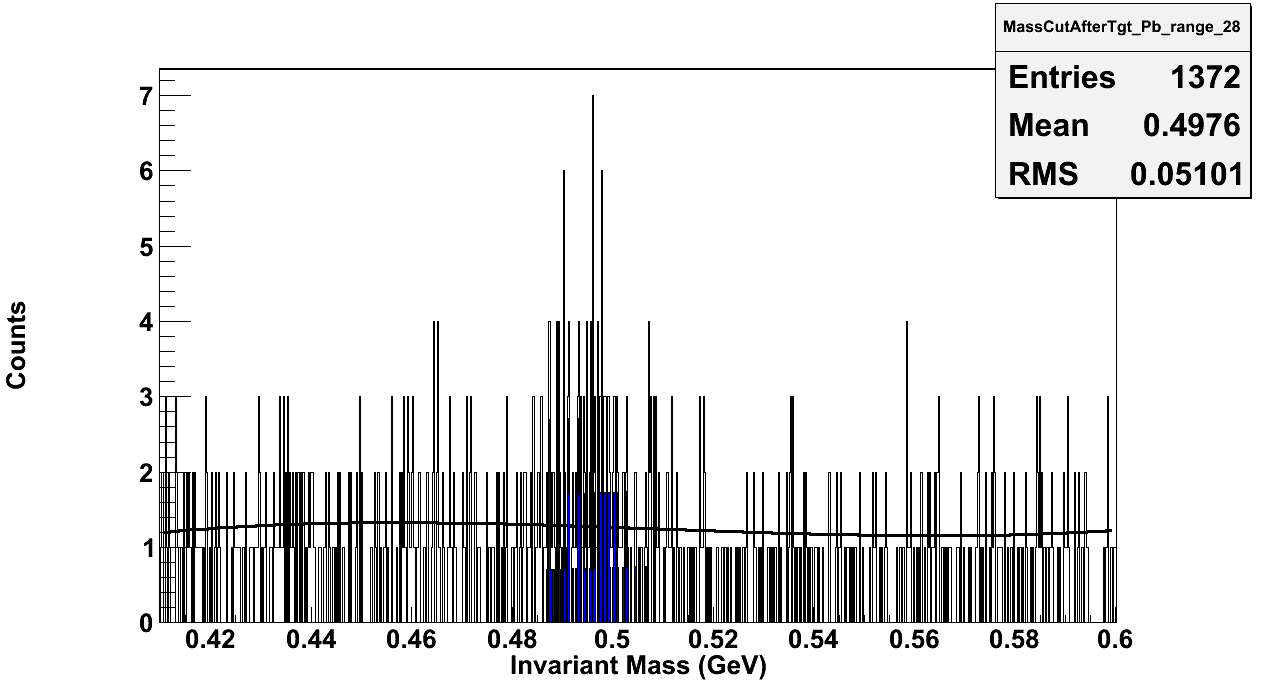 MassCutAfterTgt_Pb_range_28
Entries 1372
Mean 0.4976
RMS 0.05101
7
6
5
4
3
2
1
0
Counts
0.42 0.44 0.46 0.48 0.5 0.52 0.54 0.56 0.58 0.6
Invariant Mass (GeV)